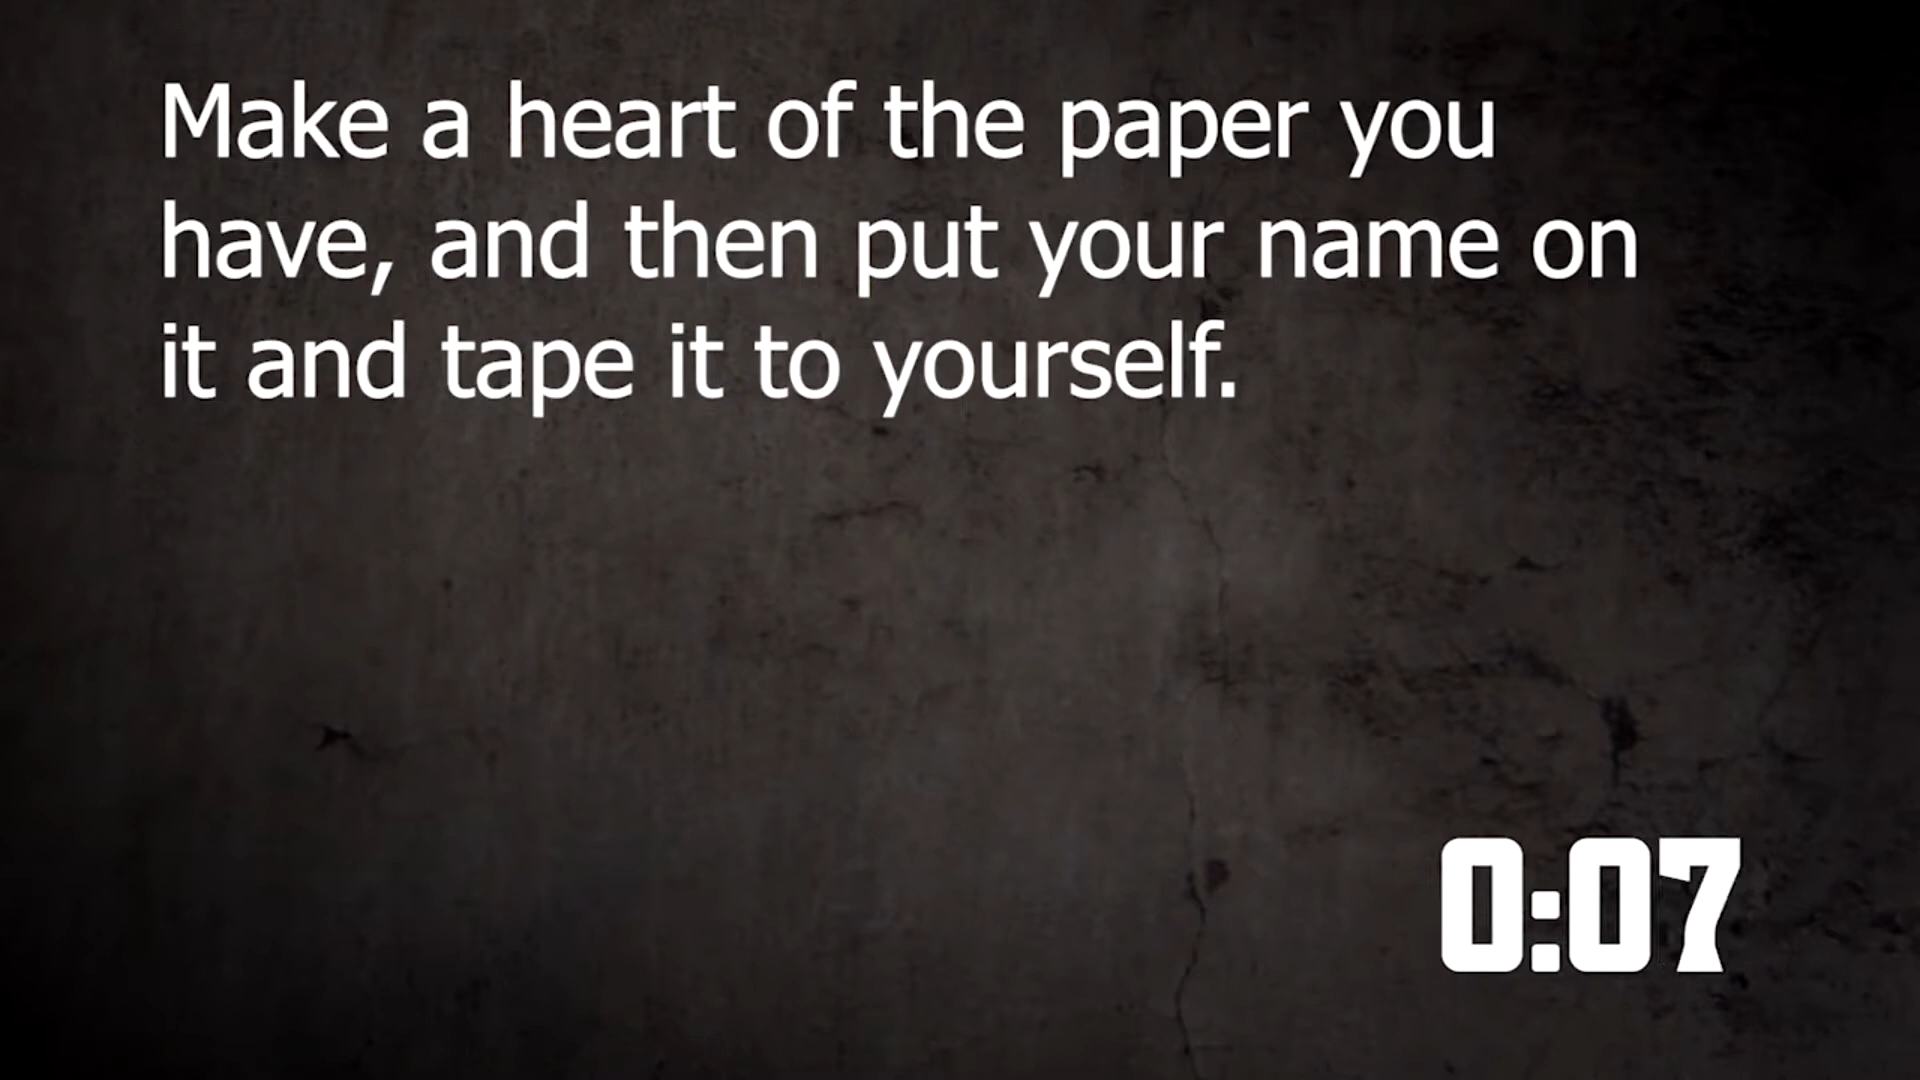 Make a heart of the paper you
have, and then put your name on
it and tape it to yourself.
0:07